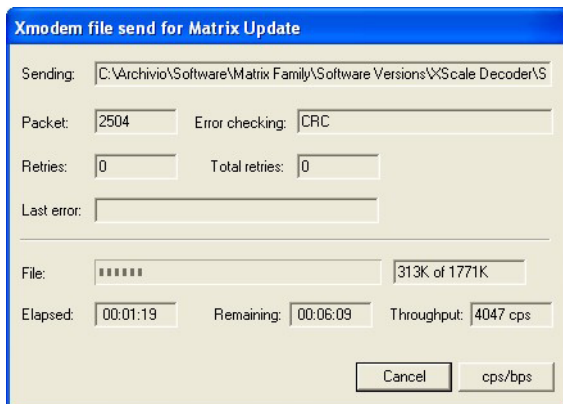 Xmodem file send for Matrix Update
Sending: C:\Archivio\Software\Matrix Family\Software Versions\XScale Decoder\S
Packet: 2504 Error checking: CRC
Retries: 0 Total retries: 0
Last error:
File: 313K of 1771K
Elapsed: 00:01:19 Remaining: 00:06:09 Throughput: 4047 cps
Cancel cps/bps